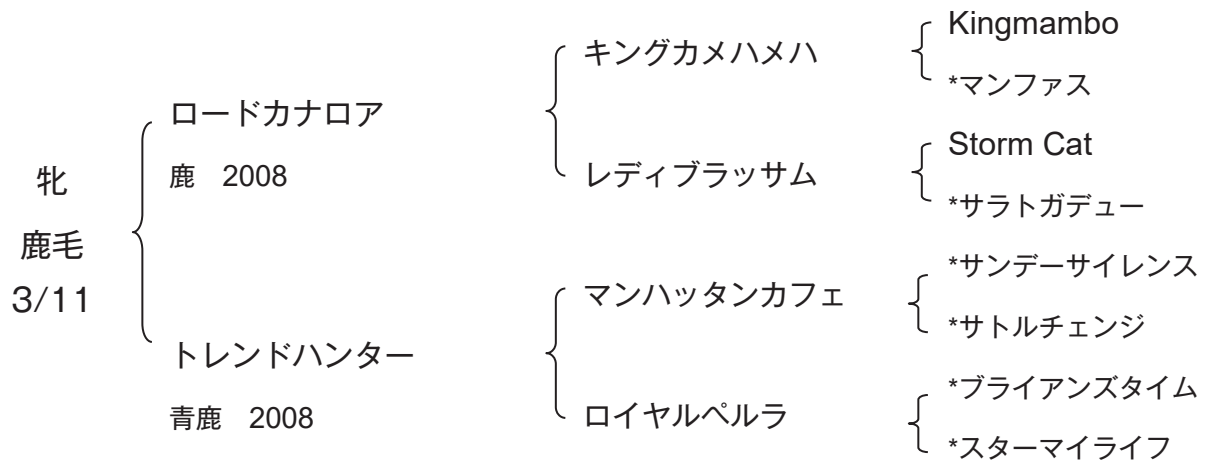 牝
鹿毛
3/11
ロードカナロア
鹿　2008
トレンドハンター
青鹿　2008
キングカメハメハ
レディブラッサム
マンハッタンカフェ
ロイヤルペルラ
Kingmambo
*マンファス
Storm Cat
*サラトガデュー
*サンデーサイレンス
*サトルチェンジ
*ブライアンズタイム
*スターマイライフ